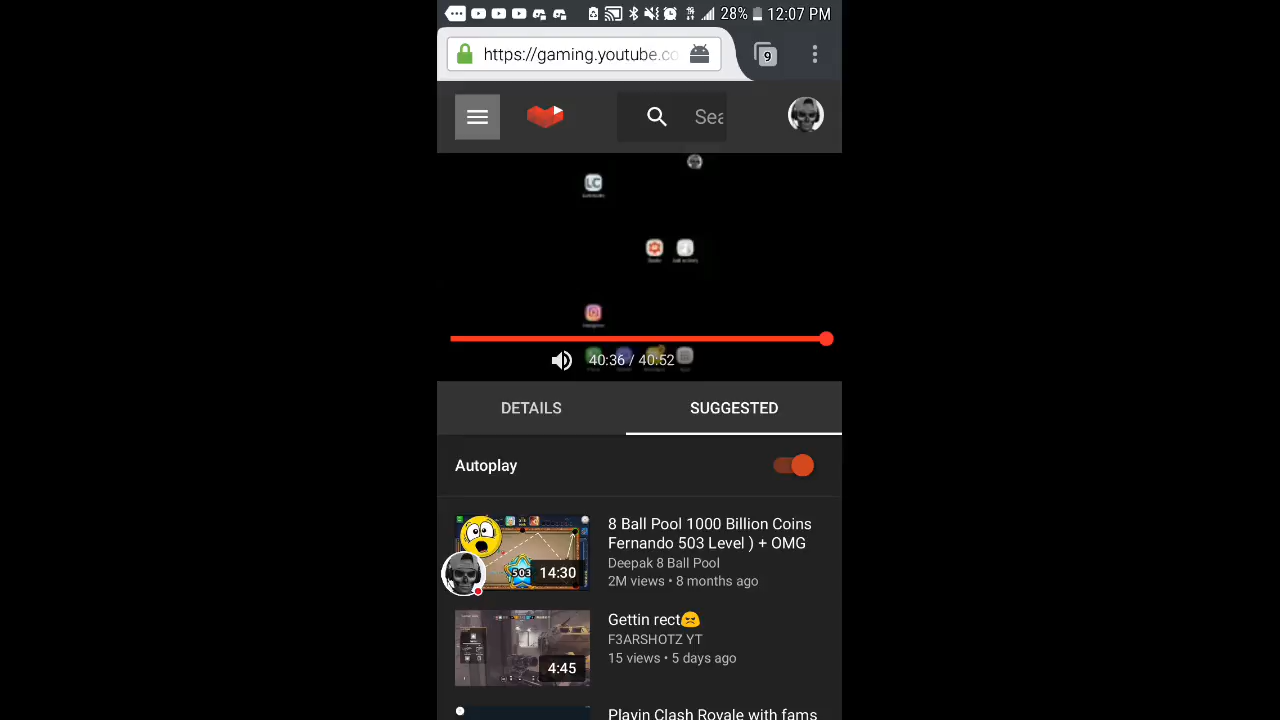 28% 12:07 PM
https://gaming.youtube.co
9
Sea
LC
40:36 / 40:52
DETAILS
SUGGESTED
Autoplay
503
14:30
8 Ball Pool 1000 Billion Coins
Fernando 503 Level ) + OMG
Deepak 8 Ball Pool
2M views • 8 months ago
4:45
Gettin rect😣
F3ARSHOTZ YT
15 views • 5 days ago
Playin Clash Royale with fams